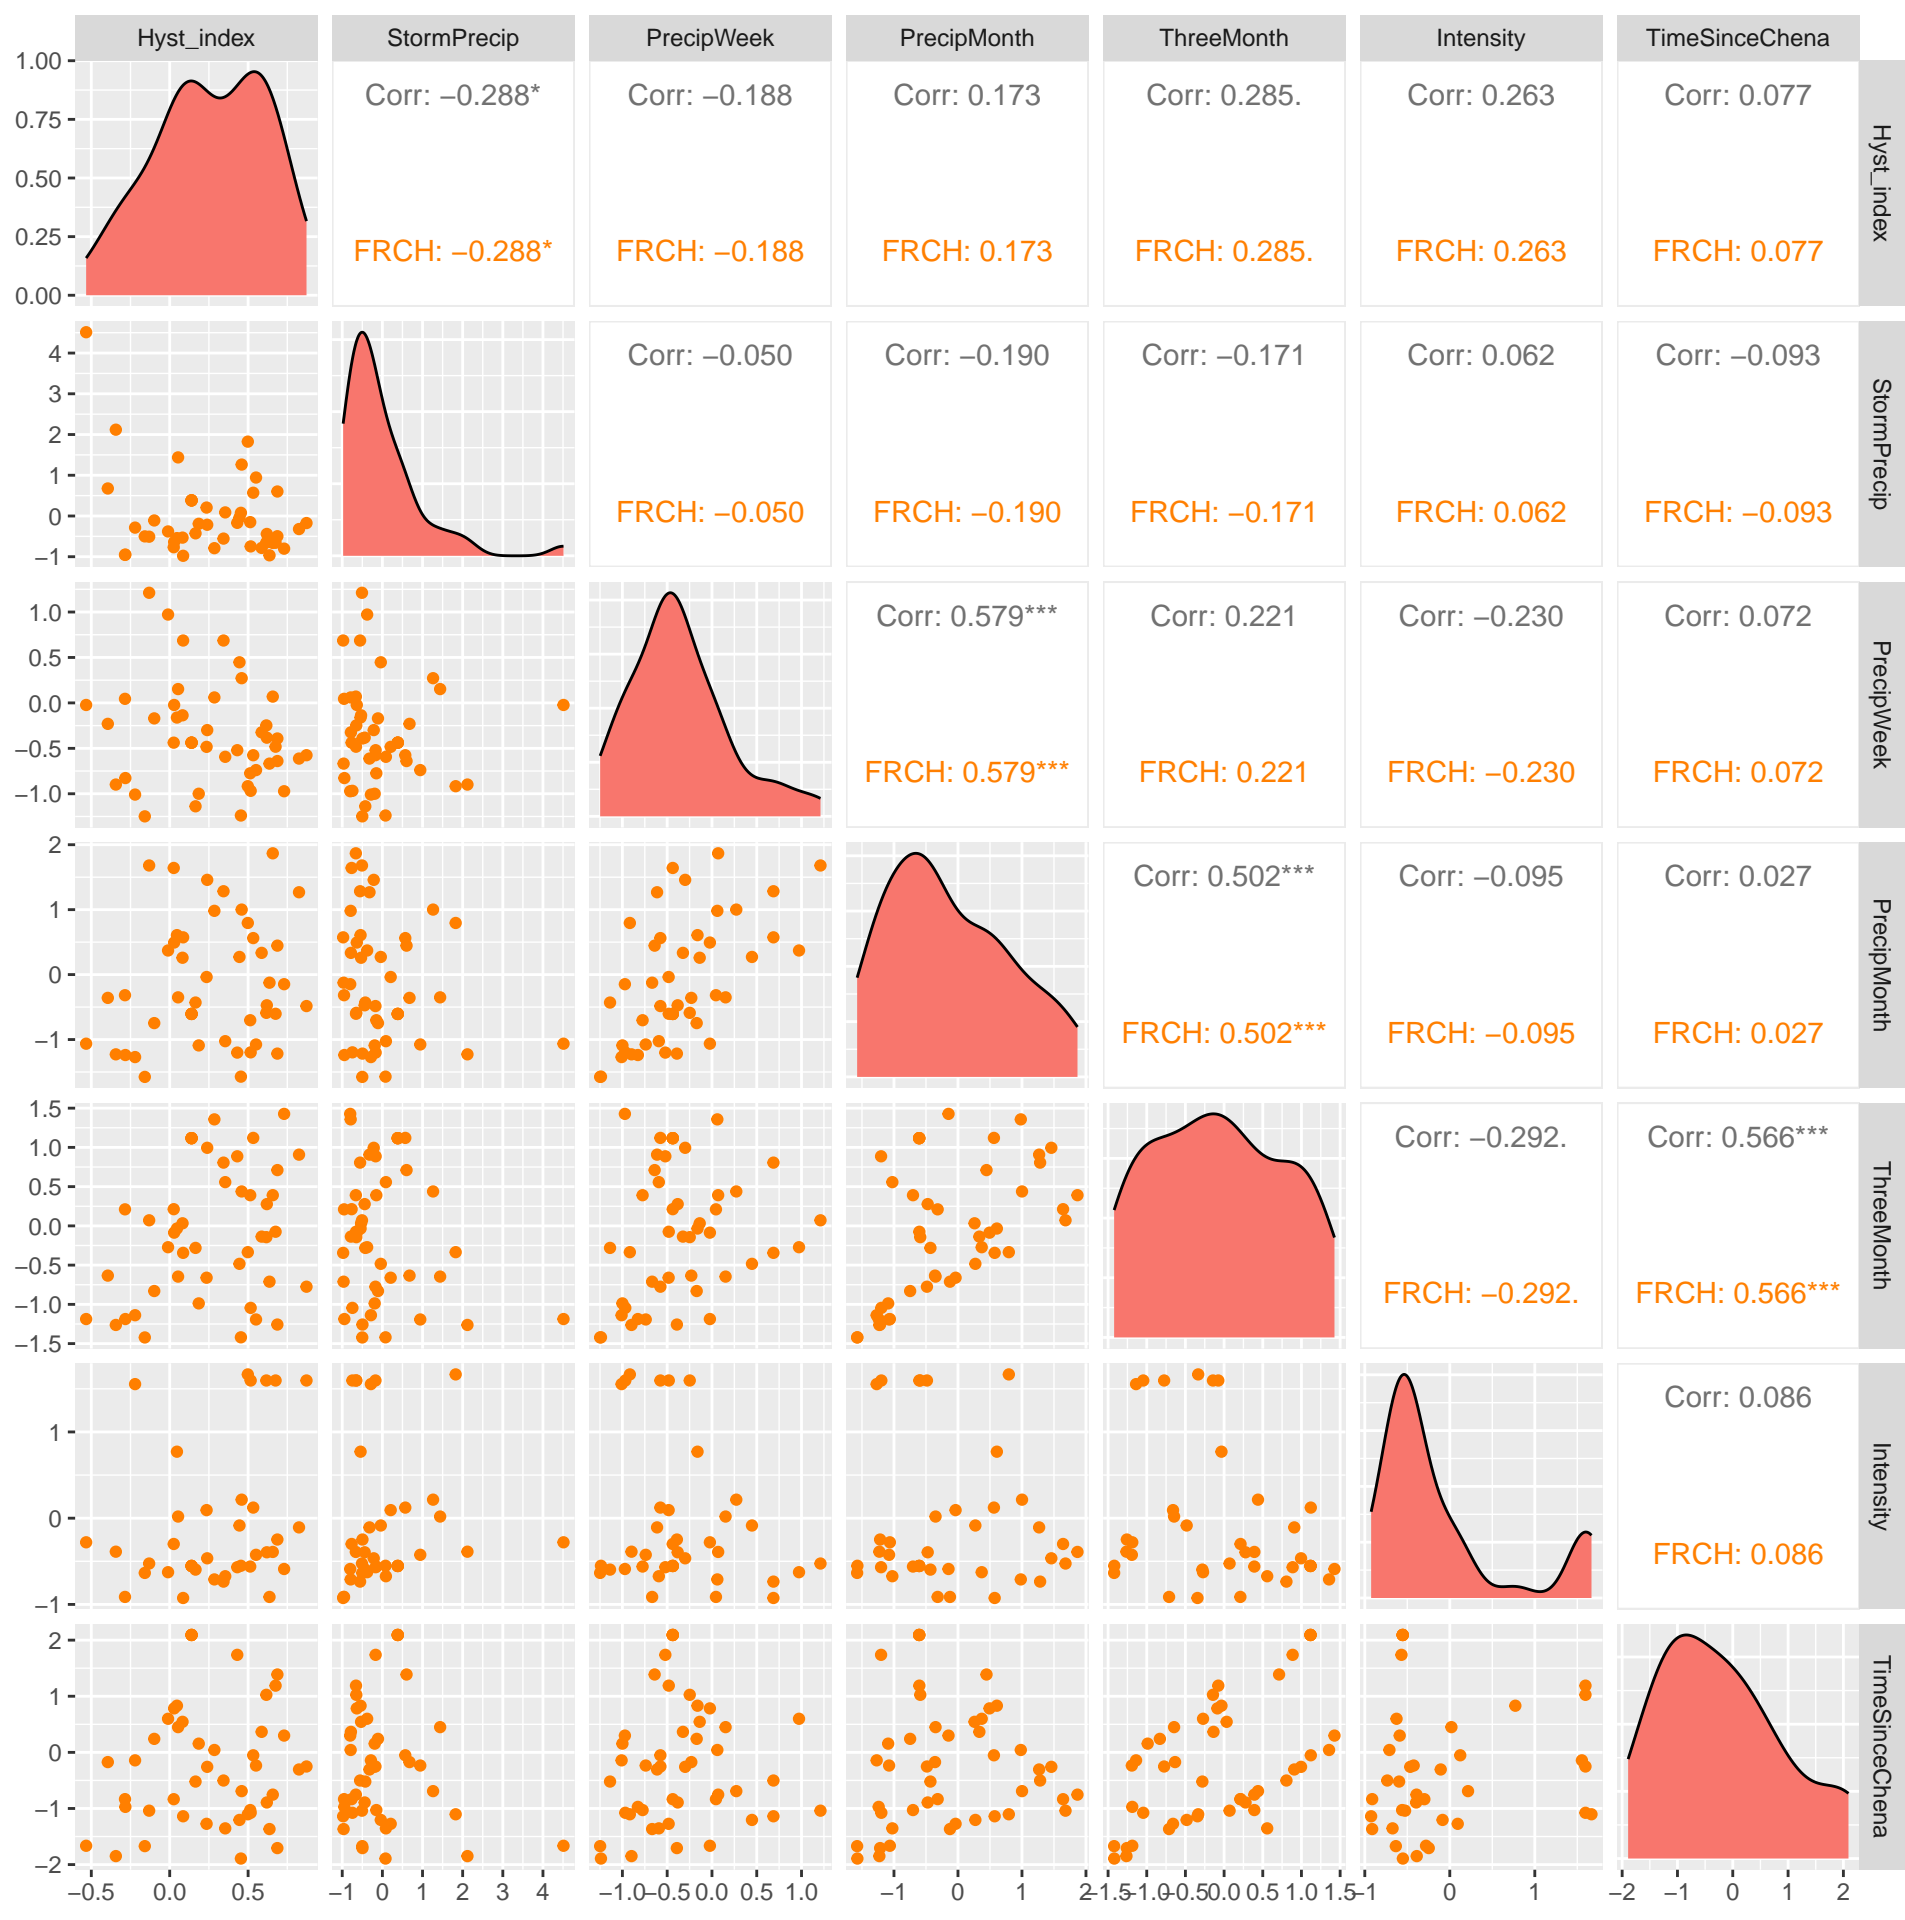 Hyst_index StormPrecip PrecipWeek PrecipMonth ThreeMonth Intensity TimeSinceChena
1.00
0.75
0.50
0.25
0.00
Corr: −0.288* Corr: −0.188 Corr: 0.173 Corr: 0.285. Corr: 0.263 Corr: 0.077
FRCH: −0.288* FRCH: −0.188 FRCH: 0.173 FRCH: 0.285. FRCH: 0.263 FRCH: 0.077
Hyst_index
4
3
2
1
0
−1
Corr: −0.050 Corr: −0.190 Corr: −0.171 Corr: 0.062 Corr: −0.093
FRCH: −0.050 FRCH: −0.190 FRCH: −0.171 FRCH: 0.062 FRCH: −0.093
StormPrecip
1.0
0.5
0.0
−0.5
−1.0
Corr: 0.579*** Corr: 0.221 Corr: −0.230 Corr: 0.072
FRCH: 0.579*** FRCH: 0.221 FRCH: −0.230 FRCH: 0.072
PrecipWeek
2
1
0
−1
Corr: 0.502*** Corr: −0.095 Corr: 0.027
FRCH: 0.502*** FRCH: −0.095 FRCH: 0.027
PrecipMonth
1.5
1.0
0.5
0.0
−0.5
−1.0
−1.5
Corr: −0.292. Corr: 0.566***
FRCH: −0.292. FRCH: 0.566***
ThreeMonth
1
0
−1
Corr: 0.086
FRCH: 0.086
Intensity
2
1
0
−1
−2
TimeSinceChena
−0.5 0.0 0.5 −1 0 1 2 3 4 −1.0 −0.5 0.0 0.5 1.0 −1 0 1 2 −1.5 −1.0 −0.5 0.0 0.5 1.0 1.5 −1 0 1 −2 −1 0 1 2